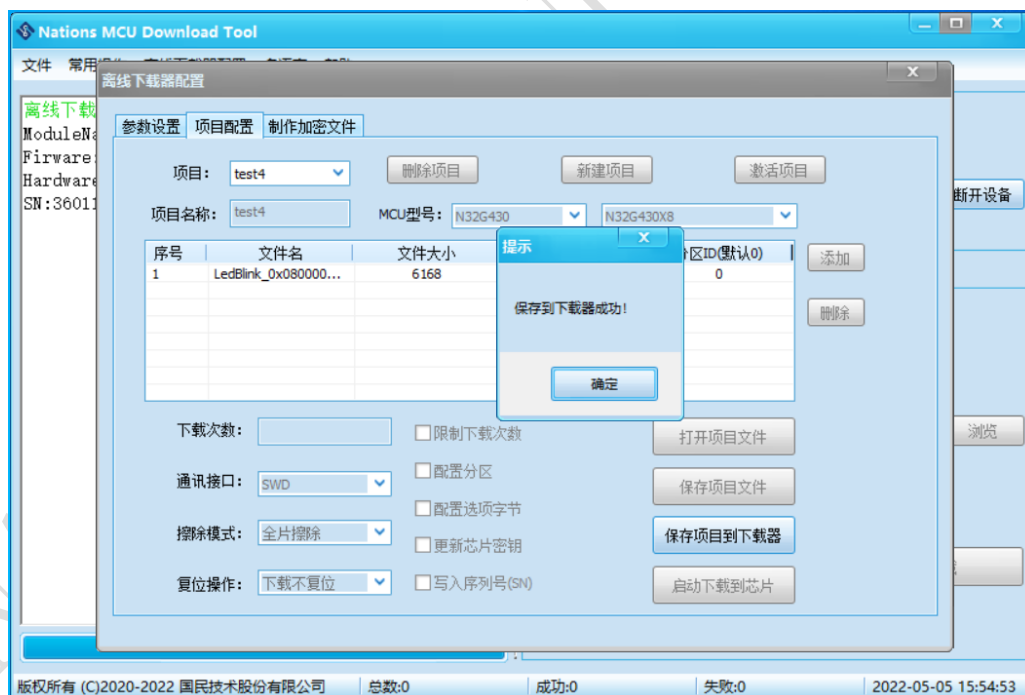 Nations MCU Download Tool
文件 常用
离线下载器配置
离线下载
ModuleNa
Firware:
Hardware
SN:36011
断开设备
参数设置 项目配置 制作加密文件
项目: test4 删除项目 新建项目 激活项目
项目名称: test4 MCU型号: N32G430 N32G430X8
序号 文件名 文件大小 区ID(默认0) 添加
1 LedBlink_0x080000... 6168 0
提示
保存到下载器成功!
确定
删除
下载次数: 限制下载次数 打开项目文件 浏览
通讯接口: SWD 配置分区 保存项目文件
配置选项字节
擦除模式: 全片擦除 更新芯片密钥 保存项目到下载器
复位操作: 下载不复位 写入序列号(SN) 启动下载到芯片
版权所有 (C)2020-2022 国民技术股份有限公司 总数:0 成功:0 失败:0 2022-05-05 15:54:53